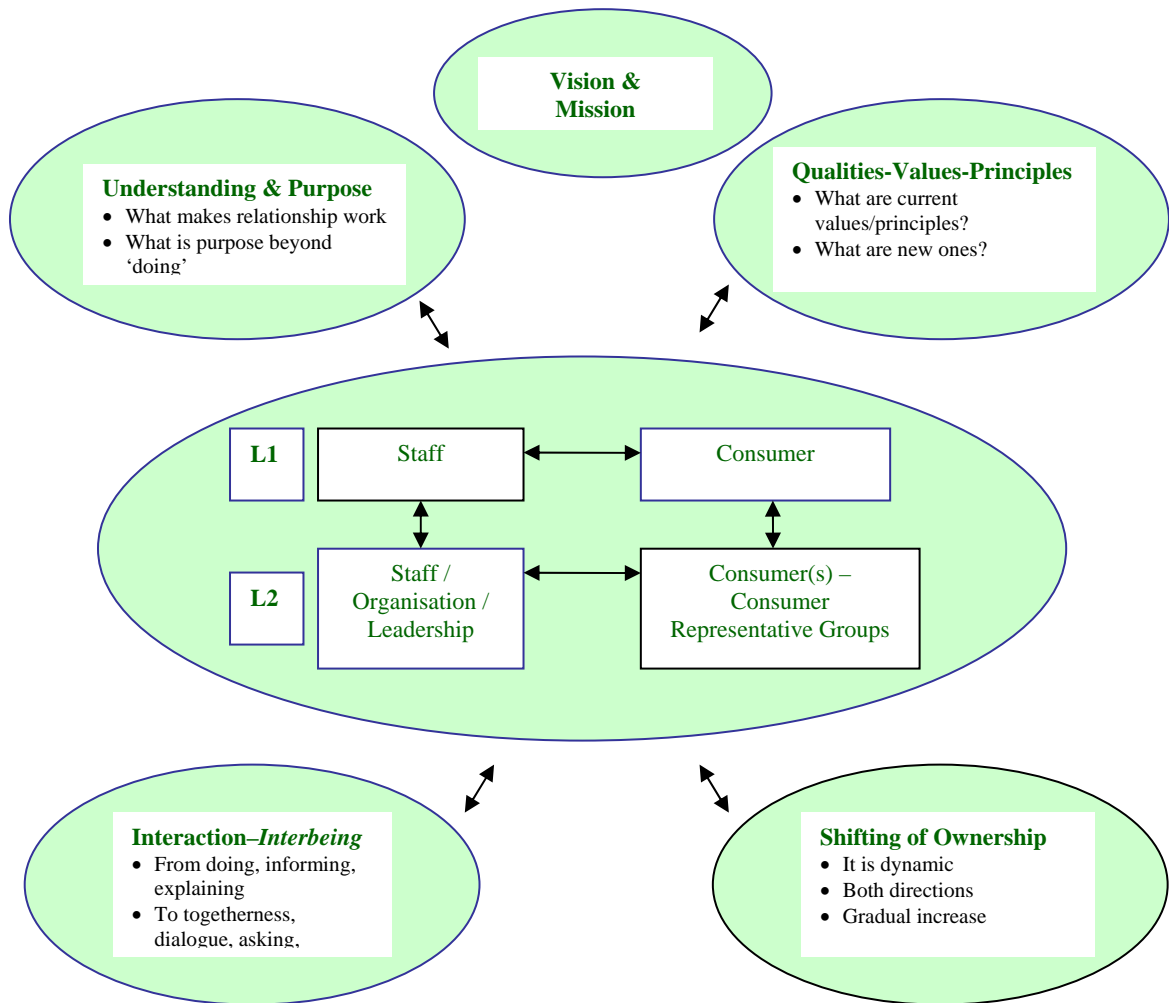 Vision &
Mission
Understanding & Purpose
• What makes relationship work
• What is purpose beyond
‘doing’
Qualities-Values-Principles
• What are current
values/principles?
• What are new ones?
L1
Staff
Consumer
L2
Staff /
Organisation /
Leadership
Consumer(s) –
Consumer
Representative Groups
Interaction–Interbeing
• From doing, informing,
explaining
• To togetherness,
dialogue, asking,
Shifting of Ownership
• It is dynamic
• Both directions
• Gradual increase